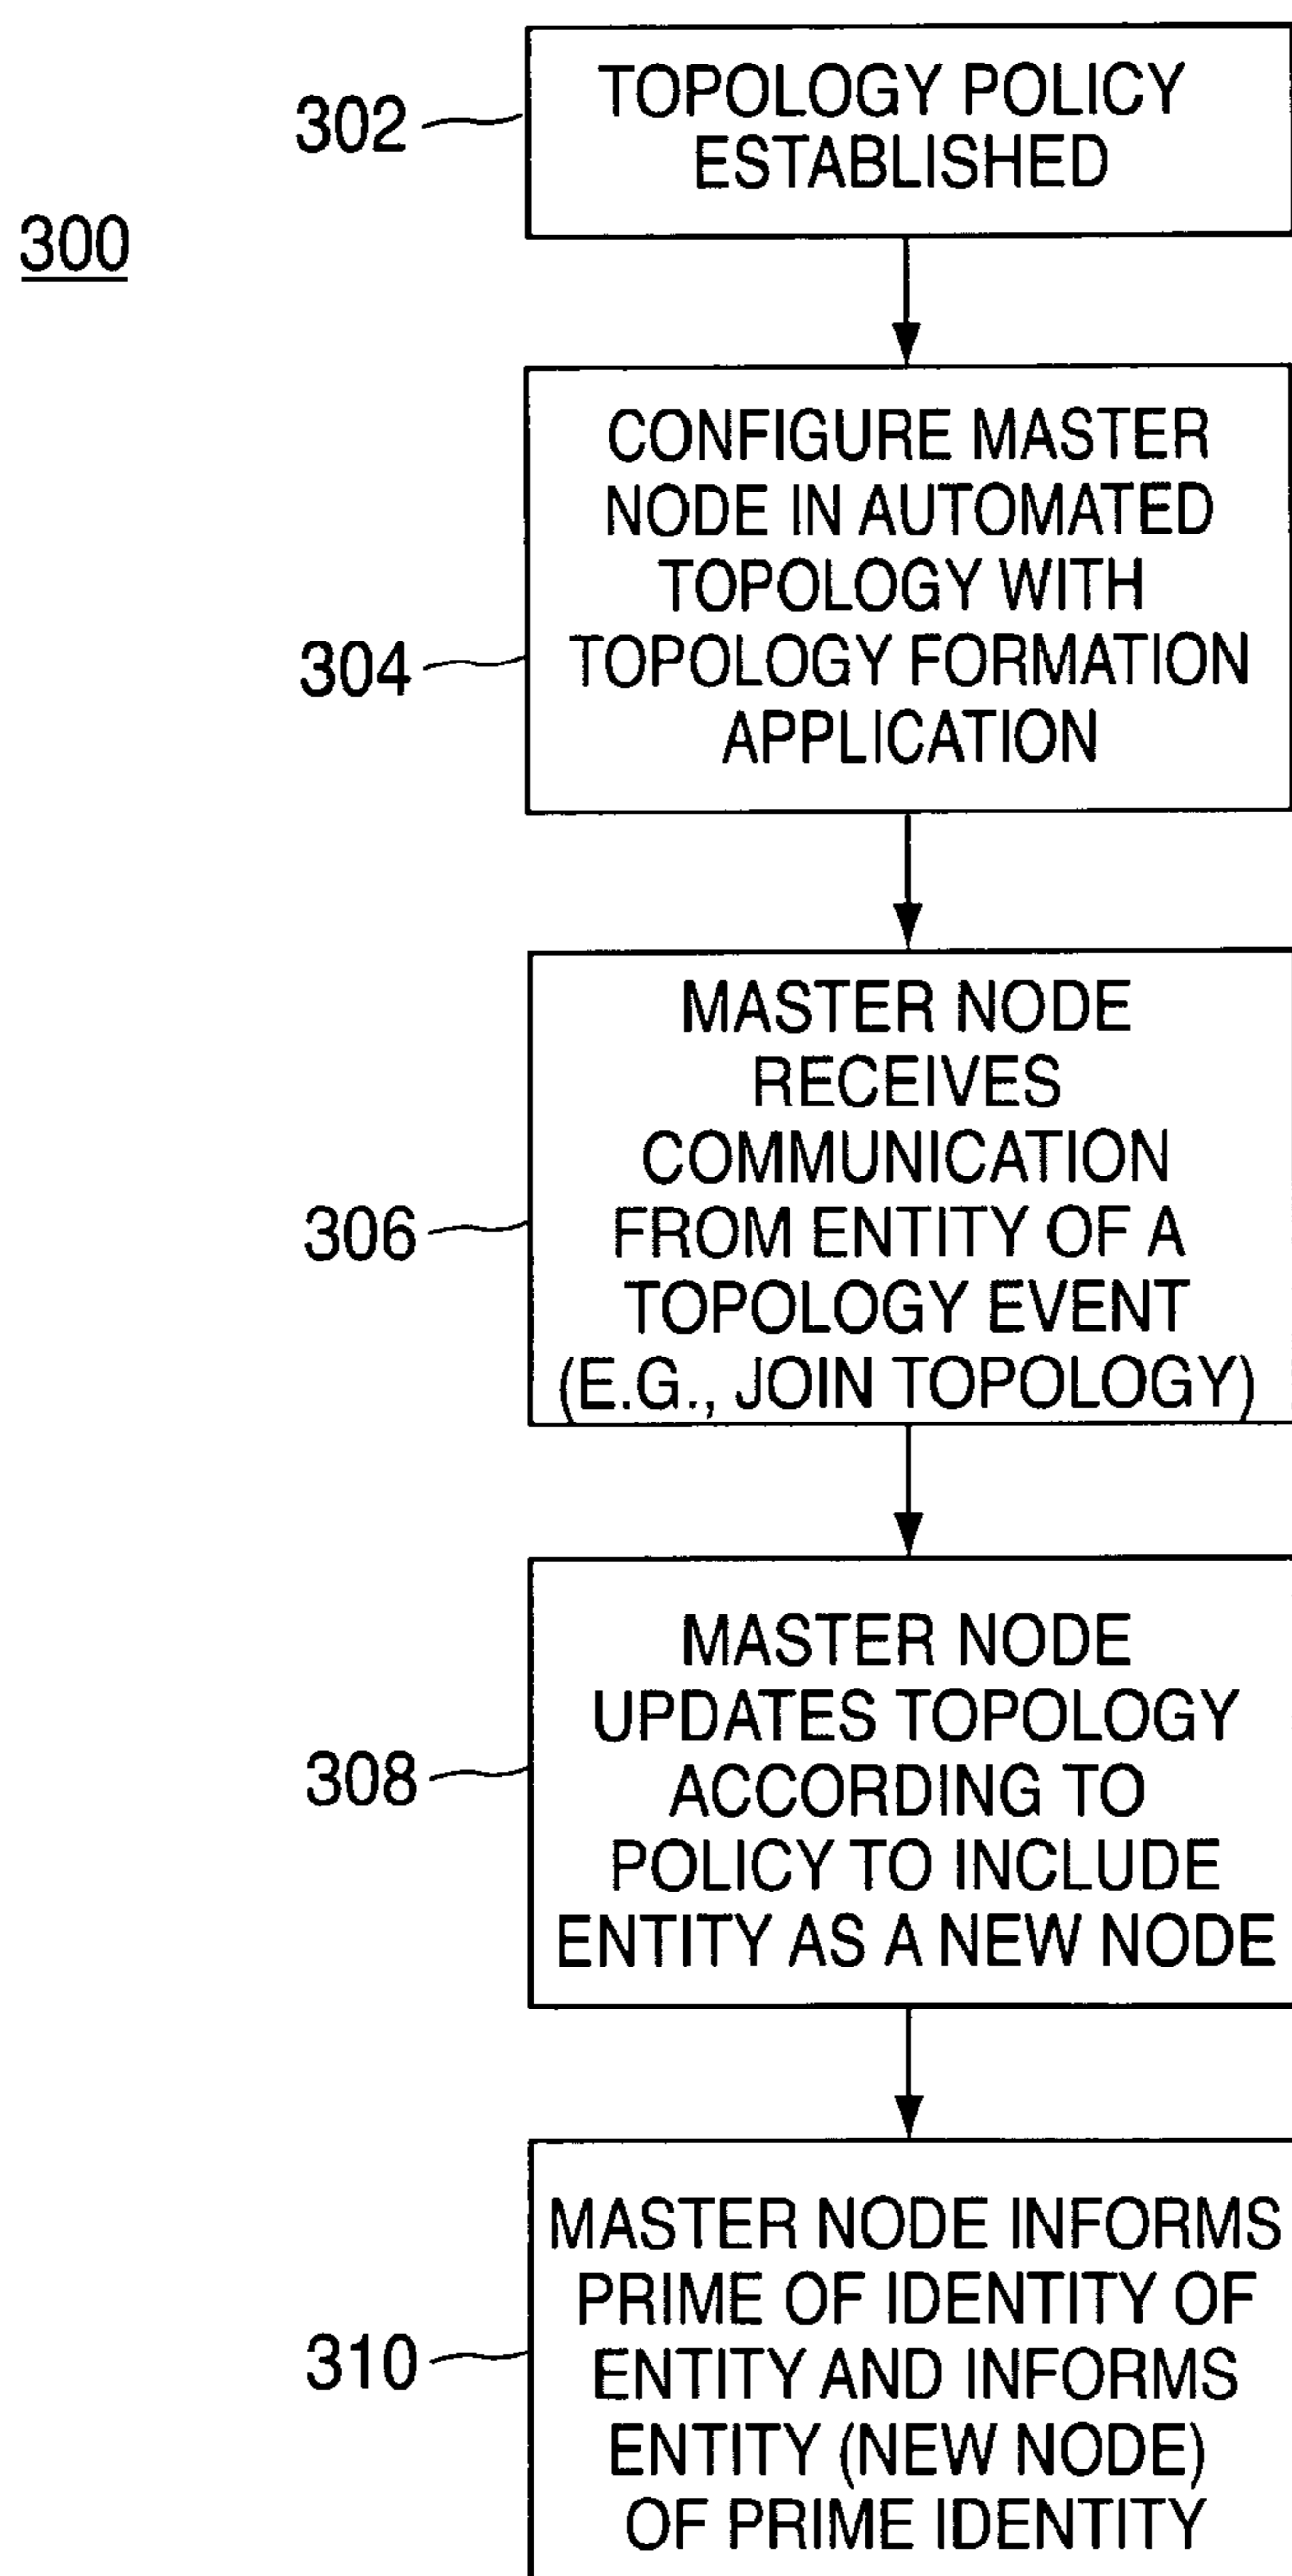 302
TOPOLOGY POLICY
ESTABLISHED
300
304
CONFIGURE MASTER
NODE IN AUTOMATED
TOPOLOGY WITH
TOPOLOGY FORMATION
APPLICATION
306
MASTER NODE
RECEIVES
COMMUNICATION
FROM ENTITY OF A
TOPOLOGY EVENT
(E.G., JOIN TOPOLOGY)
308
MASTER NODE
UPDATES TOPOLOGY
ACCORDING TO
POLICY TO INCLUDE
ENTITY AS A NEW NODE
310
MASTER NODE INFORMS
PRIME OF IDENTITY OF
ENTITY AND INFORMS
ENTITY (NEW NODE)
OF PRIME IDENTITY